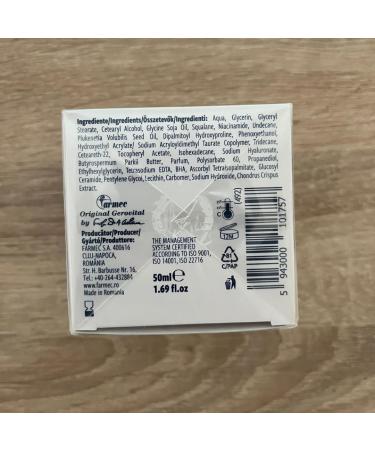 Ingrediente/Ingredients/Összetevők/Ingredienti: Aqua, Glycerin, Glyceryl
Stearate, Cetearyl Alcohol, Glycine Soja Oil, Squalane, Niacinamide, Undecane,
Plukenetia Volubilis Seed Oil, Dipalmitoyl Hydroxyproline, Phenoxyethanol,
Hydroxyethyl Acrylate/ Sodium Acryloyldimethyl Taurate Copolymer, Tridecane,
Ceteareth-22, Tocopheryl Acetate, Isohexadecane, Sodium Hyaluronate,
Butyrospermum Parkii Butter, Parfum, Polysorbate 60, Propanediol,
Ethylhexylglycerin, Tetrasodium EDTA, BHA, Ascorbyl Tetraisopalmitate, Glucosyl
Ceramide, Pentylene Glycol, Lecithin, Carbomer, Sodium Hydroxide, Chondrus Crispus
Extract.
farmec
Original Gerovital
by
Producător/Producer/
Gyártó/Produttore:
FARMEC S.A. 400616
CLUJ-NAPOCA,
ROMÂNIA
Str. H. Barbusse Nr. 16.
Tel.: +40-264-432884
www.farmec.ro
Made in Romania
THE MANAGEMENT
SYSTEM CERTIFIED
ACCORDING TO ISO 9001,
ISO 14001, ISO 22716
50ml e
1.69 fl.oz
C
(492)
12M
81
C/PAP
5 943000 101757